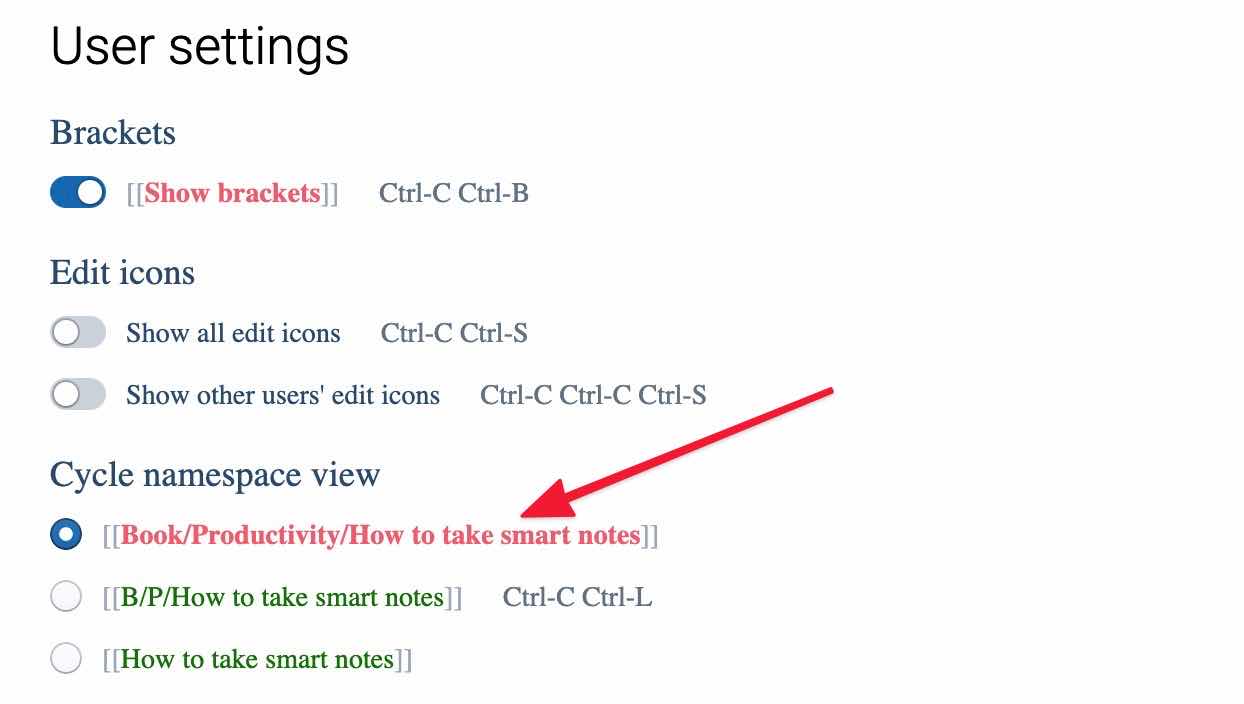 User settings
Brackets
[[Show brackets]] Ctrl-C Ctrl-B
Edit icons
Show all edit icons Ctrl-C Ctrl-S
Show other users' edit icons Ctrl-C Ctrl-C Ctrl-S
Cycle namespace view
[[Book/Productivity/How to take smart notes]]
[[B/P/How to take smart notes]] Ctrl-C Ctrl-L
[[How to take smart notes]]